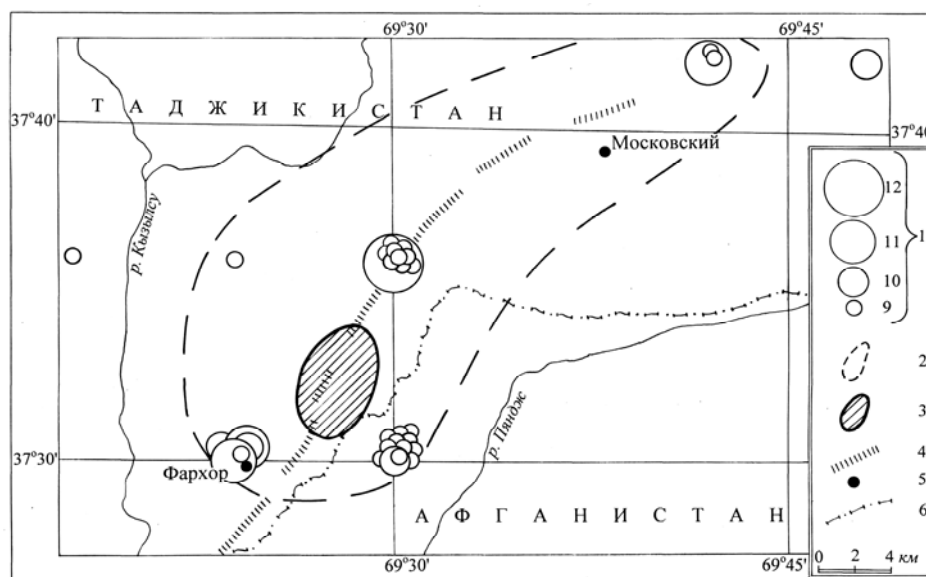 69°30' 69°45'
Т А Д Ж И К И С Т А Н
37°40' 37°40'
Московский
р. Кызылсу
12
11
1
10
9
2
3
р. Пяндж
4
37°30'
Фархор
5
6
А Ф Г А Н И С Т А Н
0 2 4 км
69°30' 69°45'